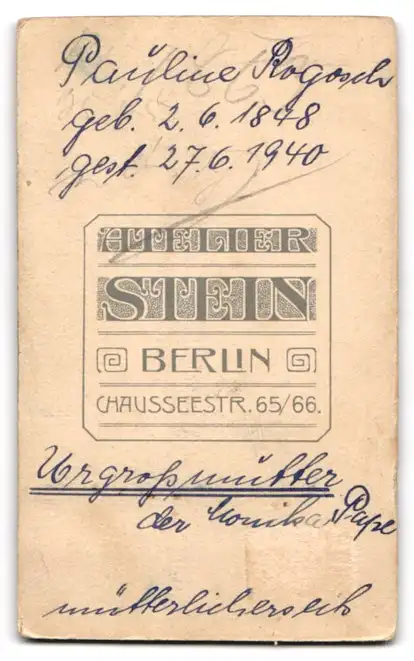 Pauline Rogosch
geb. 2. 6. 1848
gest. 27.6. 1940
ATELIER
STEIN
BERLIN
CHAUSSEESTR. 65/66.
Urgroßmutter
der Monika Pape
mütterlicherseits